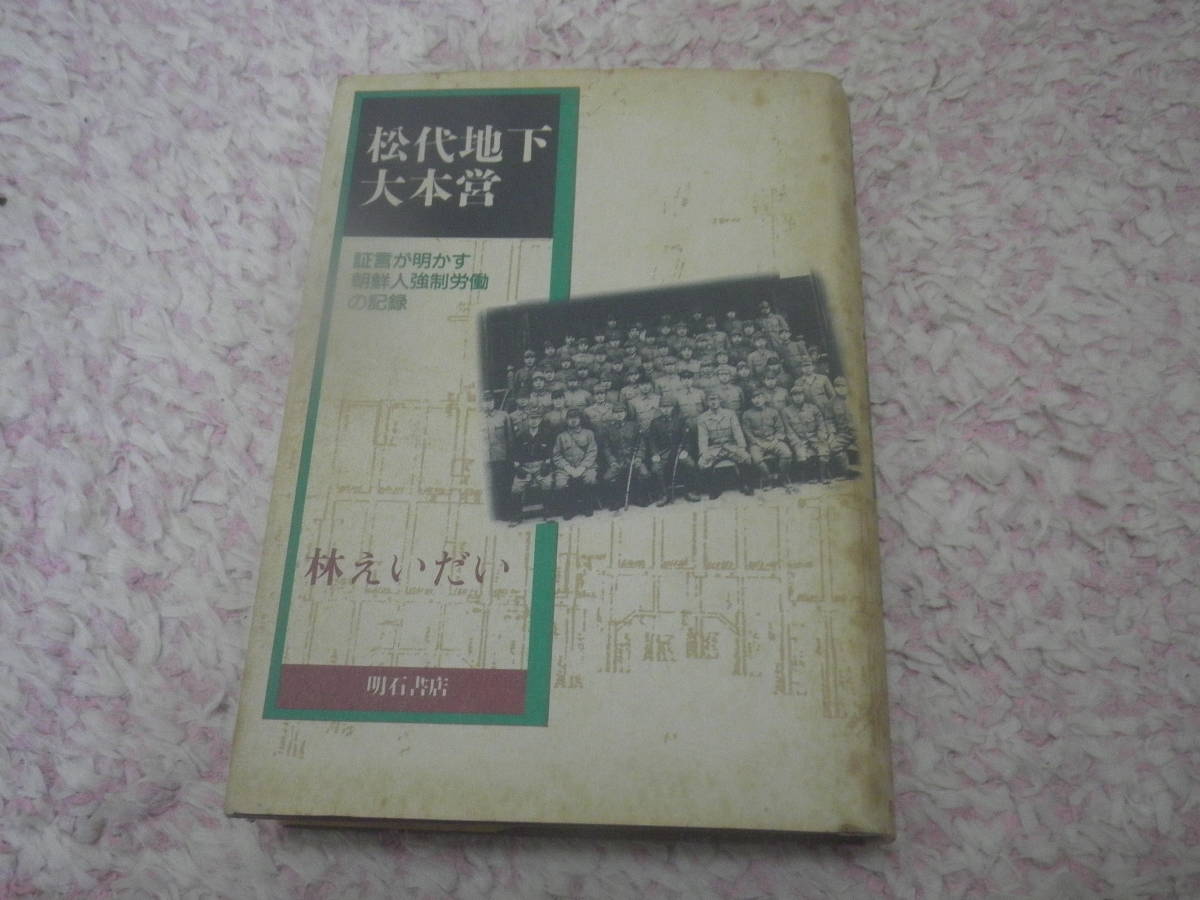 松代地下
大本営
証言が明かす
朝鮮人強制労働
の記録
林えいだい
明石書店